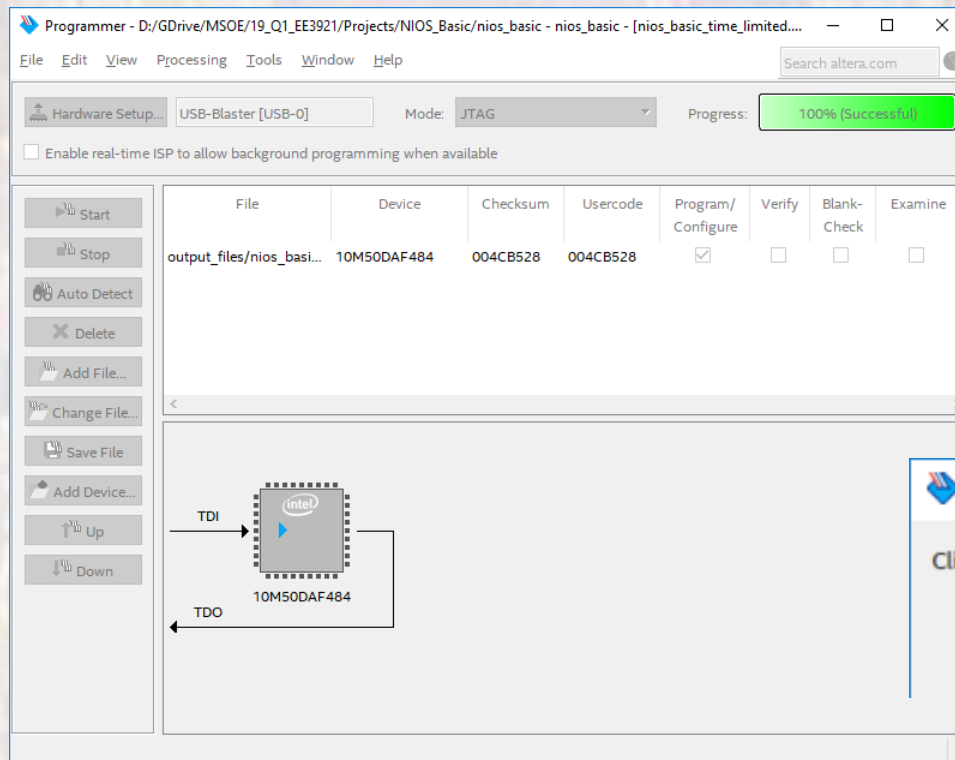 Programmer - D:/GDrive/MSOE/19_Q1_EE3921/Projects/NIOS_Basic/nios_basic - nios_basic - [nios_basic_time_limited....
File Edit View Processing Tools Window Help
Search altera.com
Hardware Setup... USB-Blaster [USB-0] Mode: JTAG Progress: 100% (Successful)
Enable real-time ISP to allow background programming when available
Start
Stop
Auto Detect
Delete
Add File...
Change File...
Save File
Add Device...
Up
Down
File Device Checksum Usercode Program/ Verify Blank- Examine
Configure Check
output_files/nios_basi... 10M50DAF484 004CB528 004CB528
intel
TDI
10M50DAF484
TDO